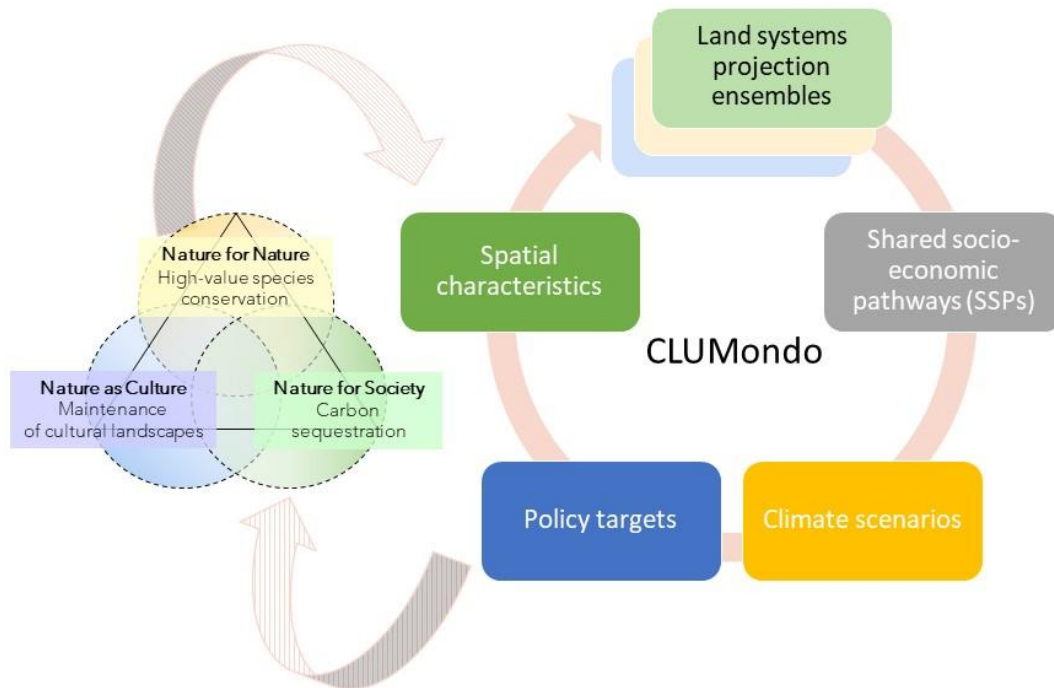 Land systems
projection
ensembles
Spatial
characteristics
Shared socio-
economic
pathways (SSPs)
CLUMondo
Policy targets
Climate scenarios
Nature for Nature
High-value species
conservation
Nature as Culture
Maintenance
of cultural landscapes
Nature for Society
Carbon
sequestration